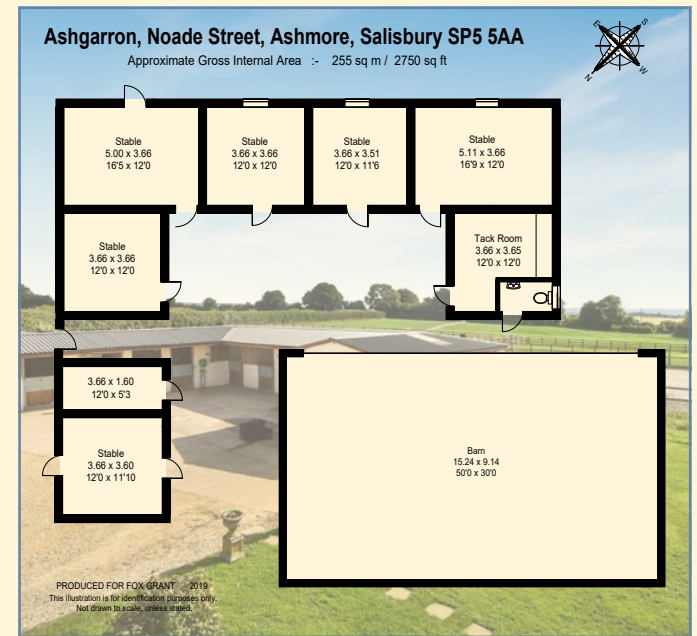 Ashgarron, Noade Street, Ashmore, Salisbury SP5 5AA
Approximate Gross Internal Area :- 255 sq m / 2750 sq ft
E
S
N
W
Stable
5.00 x 3.66
16'5 x 12'0
Stable
3.66 x 3.66
12'0 x 12'0
Stable
3.66 x 3.51
12'0 x 11'6
Stable
5.11 x 3.66
16'9 x 12'0
Stable
3.66 x 3.66
12'0 x 12'0
Tack Room
3.66 x 3.65
12'0 x 12'0
3.66 x 1.60
12'0 x 5'3
Stable
3.66 x 3.60
12'0 x 11'10
Barn
15.24 x 9.14
50'0 x 30'0
PRODUCED FOR FOX GRANT 2019
This illustration is for identification purposes only.
Not drawn to scale, unless stated.